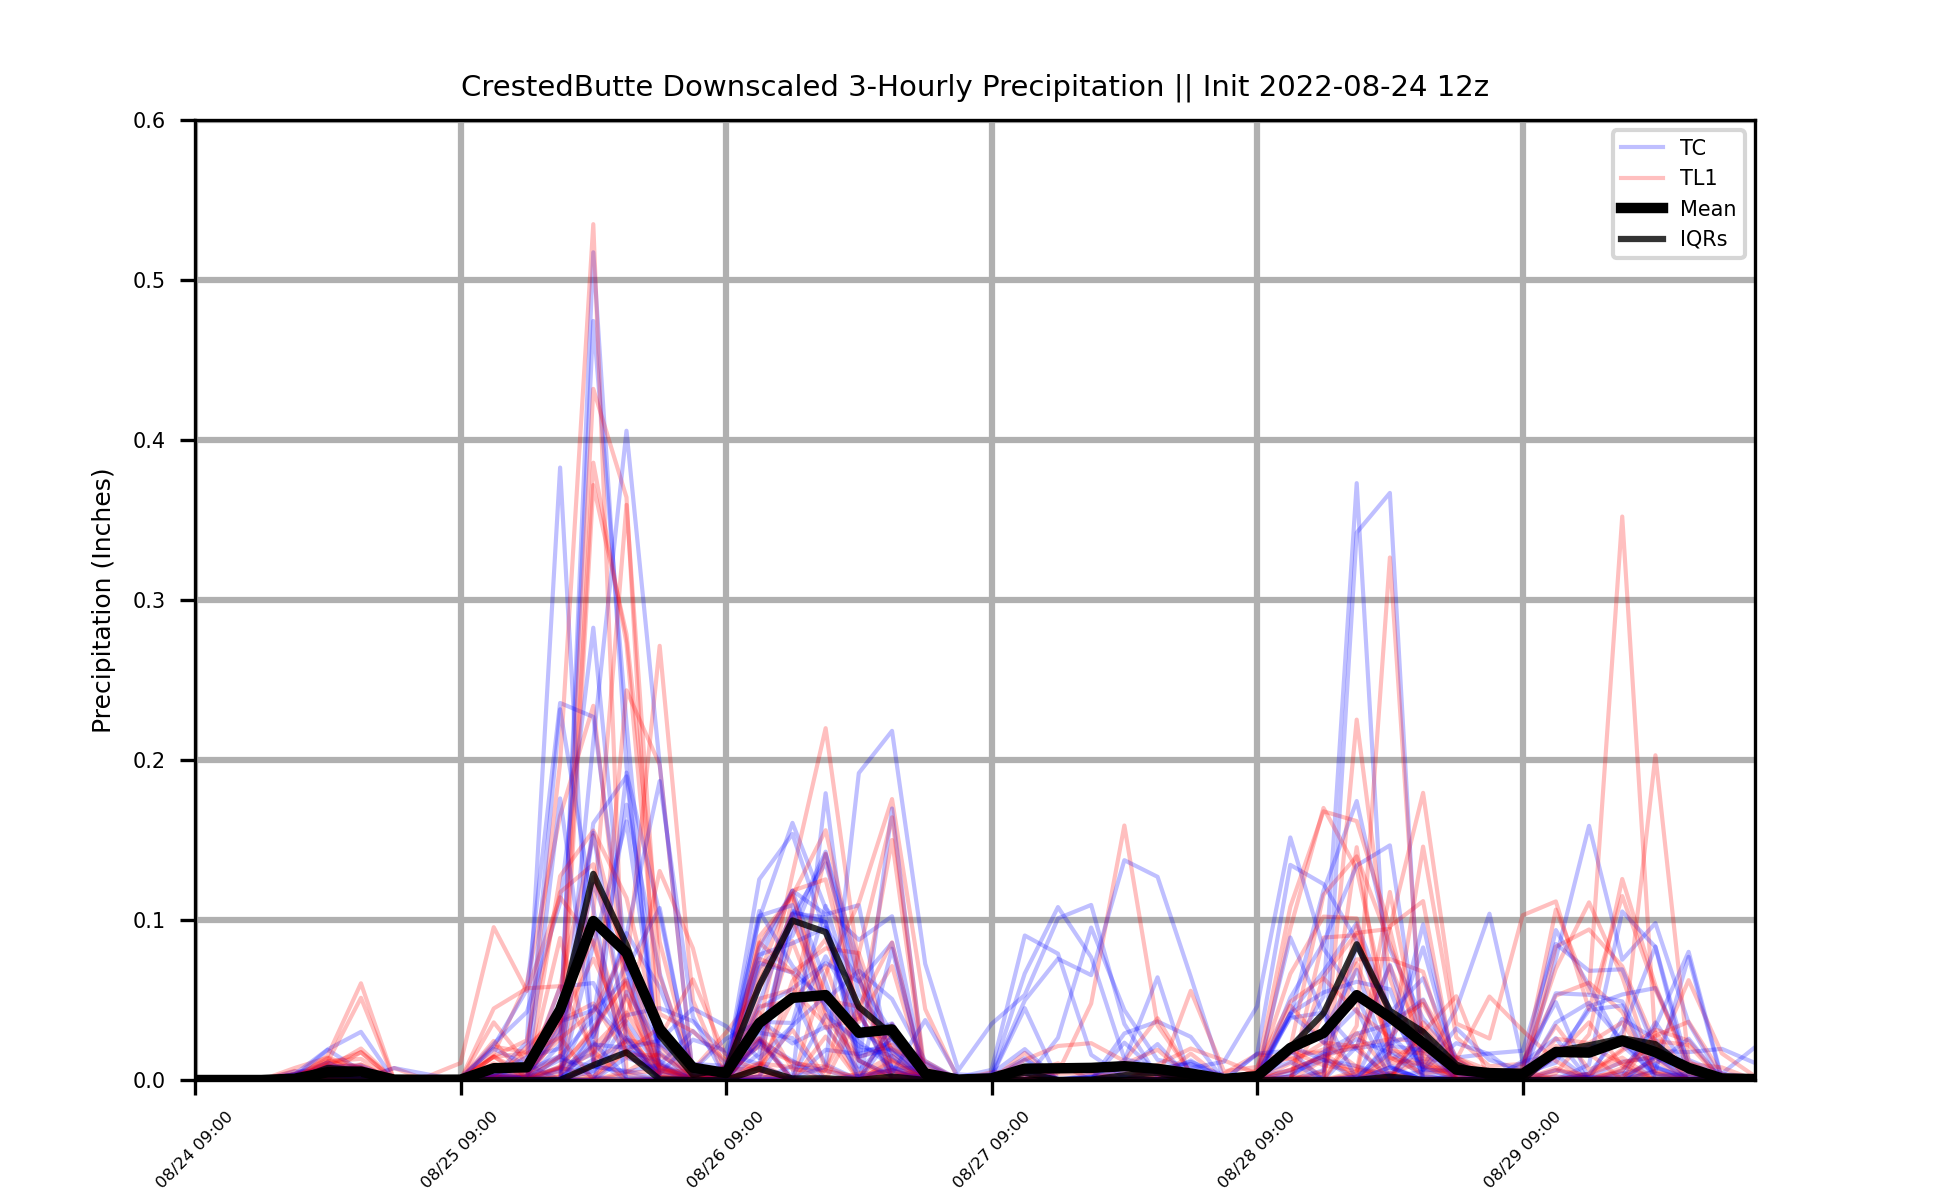 CrestedButte Downscaled 3-Hourly Precipitation || Init 2022-08-24 12z
Precipitation (Inches)
0.6
0.5
0.4
0.3
0.2
0.1
0.0
TC
TL1
Mean
IQRs
08/24 09:00
08/25 09:00
08/26 09:00
08/27 09:00
08/28 09:00
08/29 09:00